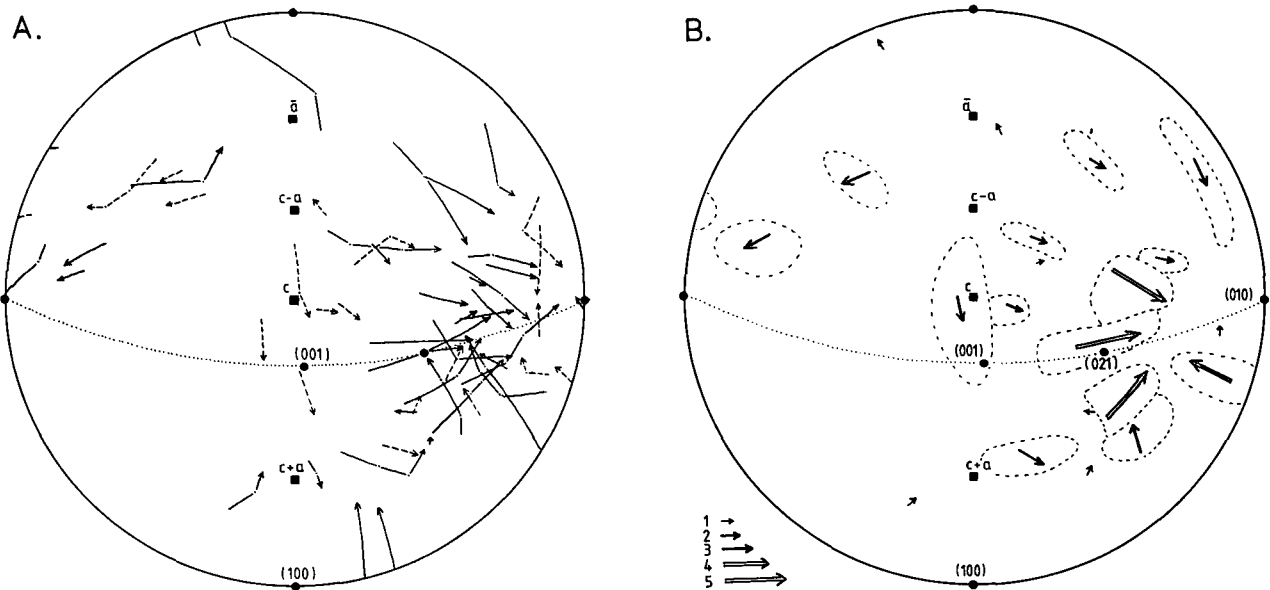 A.
ā
c-a
c
(001)
c+a
(100)
B.
ā
c-a
c
(010)
(001)
(021)
c+a
1
2
3
4
5
(100)